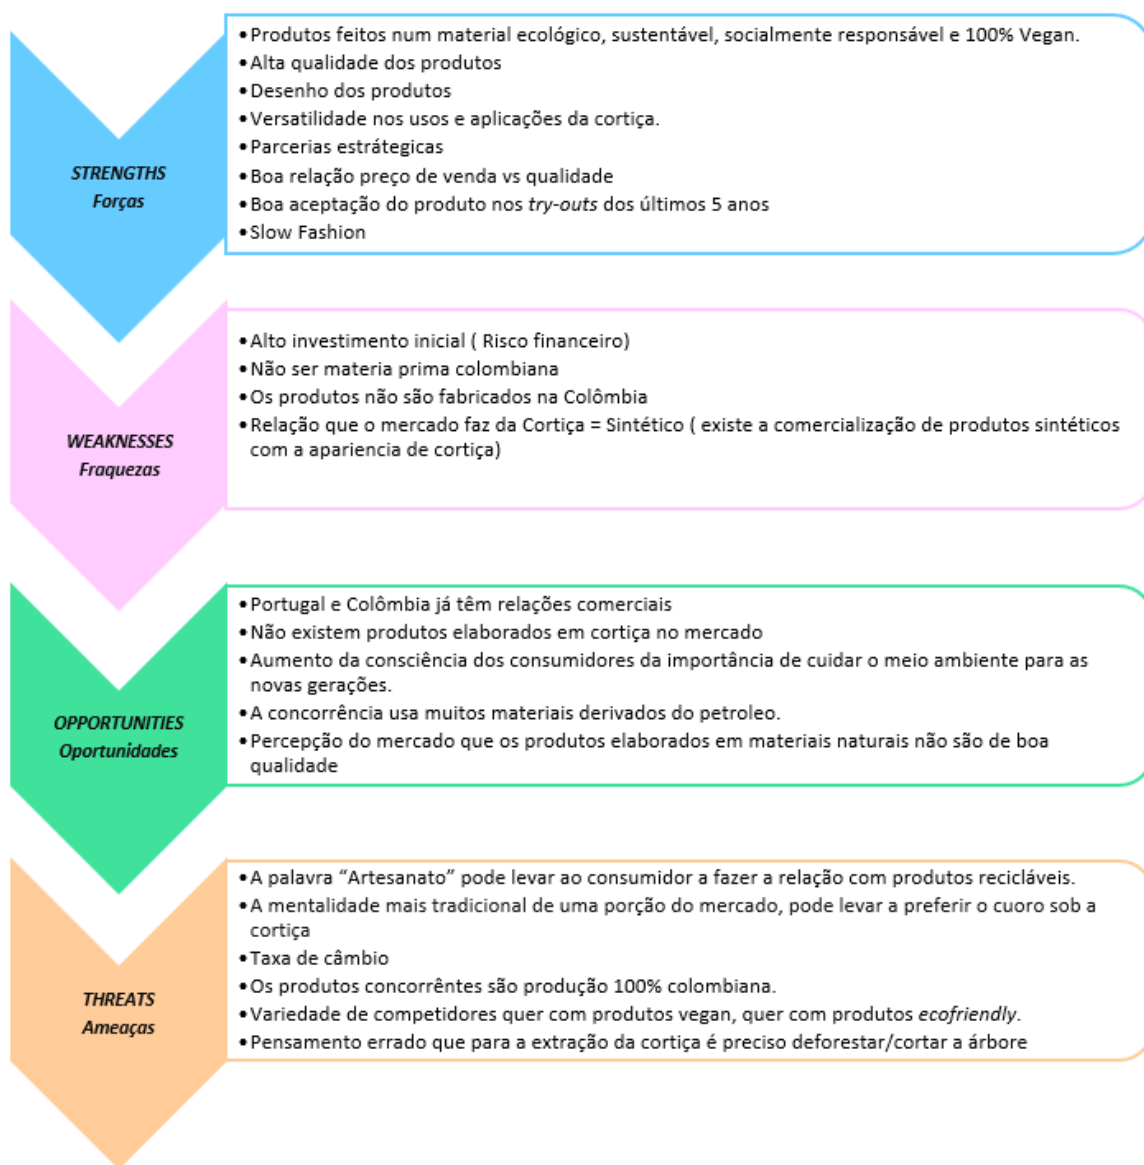 • Produtos feitos num material ecológico, sustentável, socialmente responsável e 100% Vegan.
• Alta qualidade dos produtos
• Desenho dos produtos
• Versatilidade nos usos e aplicações da cortiça.
• Parcerias estrátegicas
• Boa relação preço de venda vs qualidade
• Boa aceptação do produto nos try-outs dos últimos 5 anos
• Slow Fashion
STRENGTHS
Forças
• Alto investimento inicial ( Risco financeiro)
• Não ser materia prima colombiana
• Os produtos não são fabricados na Colômbia
• Relação que o mercado faz da Cortiça = Sintético ( existe a comercialização de produtos sintéticos
com a apariencia de cortiça)
WEAKNESSES
Fraquezas
• Portugal e Colômbia já têm relações comerciais
• Não existem produtos elaborados em cortiça no mercado
• Aumento da consciência dos consumidores da importância de cuidar o meio ambiente para as
novas gerações.
• A concorrência usa muitos materiais derivados do petroleo.
• Percepção do mercado que os produtos elaborados em materiais naturais não são de boa
qualidade
OPPORTUNITIES
Oportunidades
• A palavra “Artesanato” pode levar ao consumidor a fazer a relação com produtos recicláveis.
• A mentalidade mais tradicional de uma porção do mercado, pode levar a preferir o cuoro sob a
cortiça
• Taxa de câmbio
• Os produtos concorrêntes são produção 100% colombiana.
• Variedade de competidores quer com produtos vegan, quer com produtos ecofriendly.
• Pensamento errado que para a extração da cortiça é preciso deforestar/cortar a árbore
THREATS
Ameaças